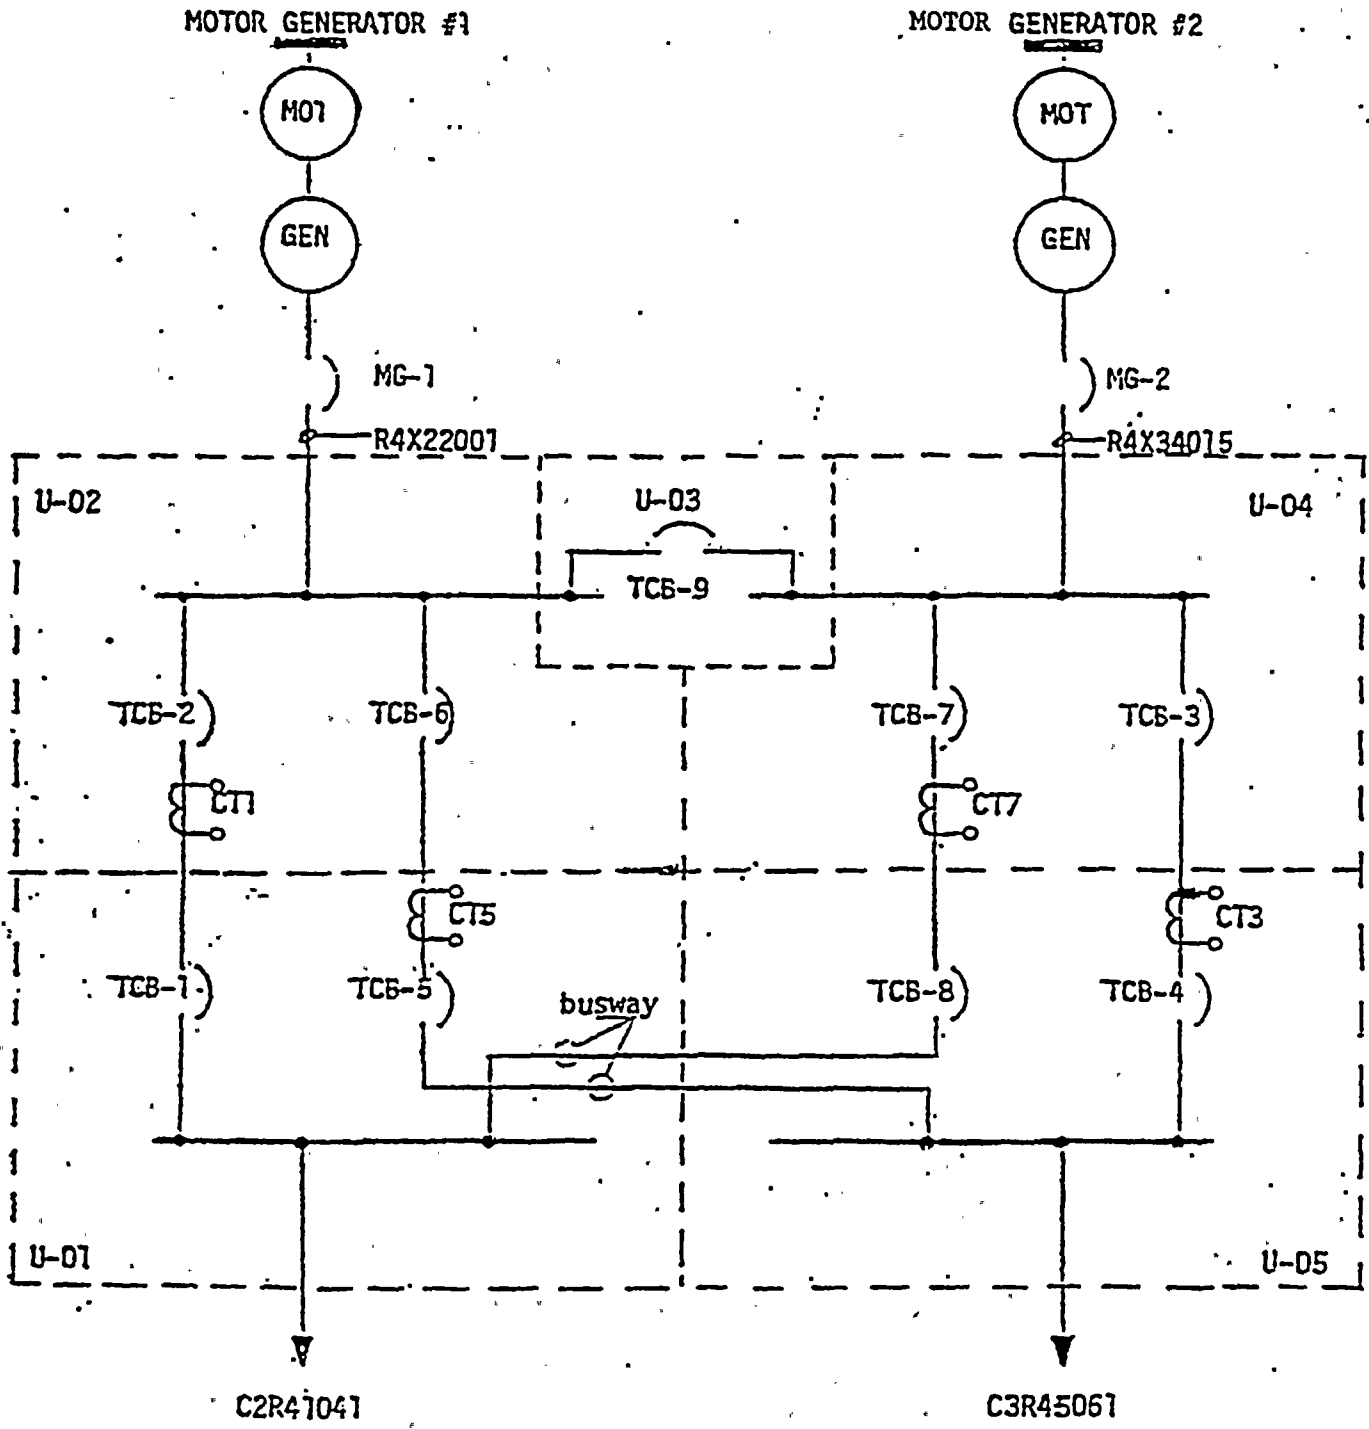 MOTOR GENERATOR #1
MOTOR GENERATOR #2
MOT
MOT
GEN
GEN
MG-1
MG-2
R4X22001
R4X34015
U-02
U-03
U-04
TCB-9
TCB-2
TCB-6
TCB-7
TCB-3
CT1
CT7
CT5
CT3
TCB-1
TCB-5
TCB-8
TCB-4
busway
U-01
U-05
C2R41041
C3R45061